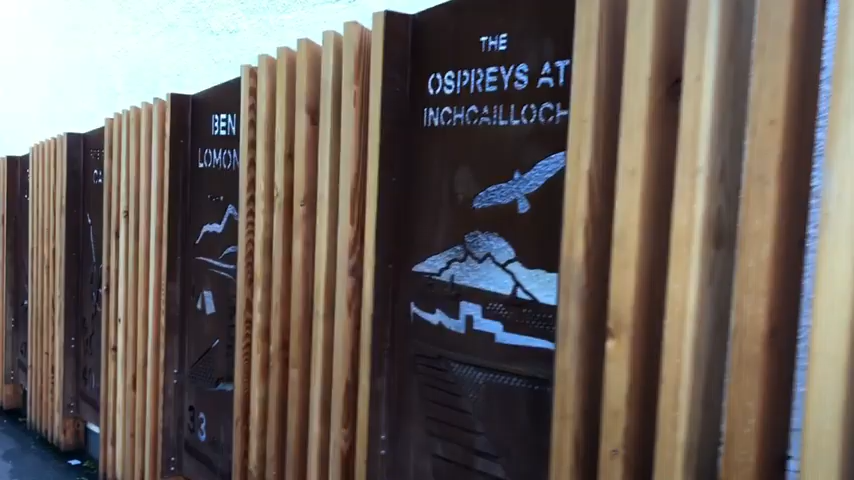 THE
OSPREYS AT
INCHCAILLOCH
BEN
LOMON
33